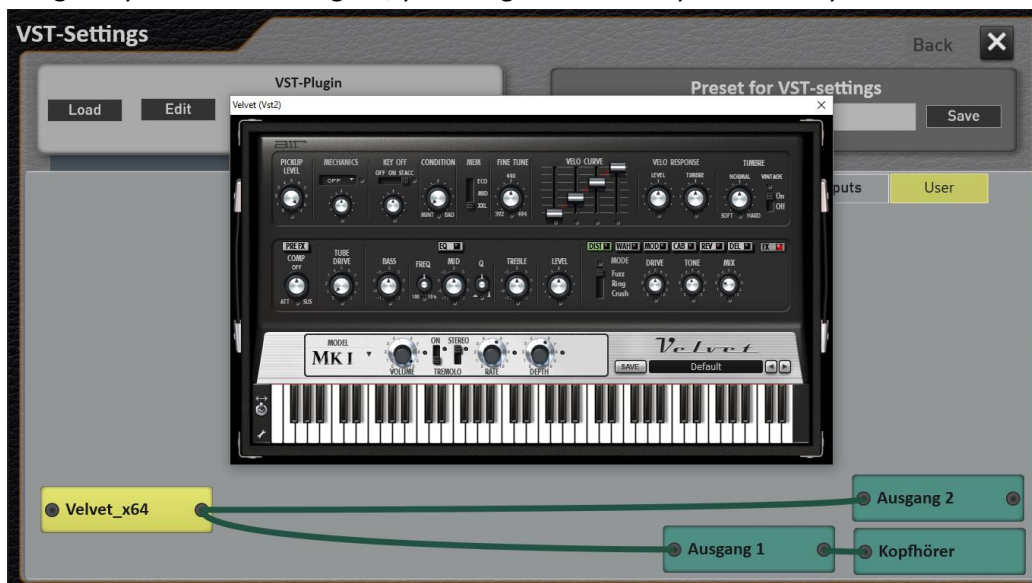 VST-Settings
Back
VST-Plugin
Load Edit
Preset for VST-settings
Save
Velvet (Vst2)
air
PICKUP LEVEL
MECHANICS
OFF
KEY OFF
OFF ON STACC
CONDITION
MINT BAD
MEM
ECO
MID
XXL
FINE TUNE
440
392 494
VELO CURVE
VELO RESPONSE
LEVEL TIMBRE
TIMBRE
NORMAL VINTAGE
On
Off
SOFT HARD
puts
User
PRE FX
COMP
OFF
ATT SUS
TUBE DRIVE
EQ
BASS
FREQ
MID
Q
TREBLE
LEVEL
DIST WAH MOD CAB REV DEL FX
MODE
Fuzz
Ring
Crush
DRIVE TONE MIX
MODEL
MK I
VOLUME
ON STEREO
TREMOLO
RATE
DEPTH
Velvet
SAVE
Default
Velvet_x64
Ausgang 2
Ausgang 1
Kopfhörer